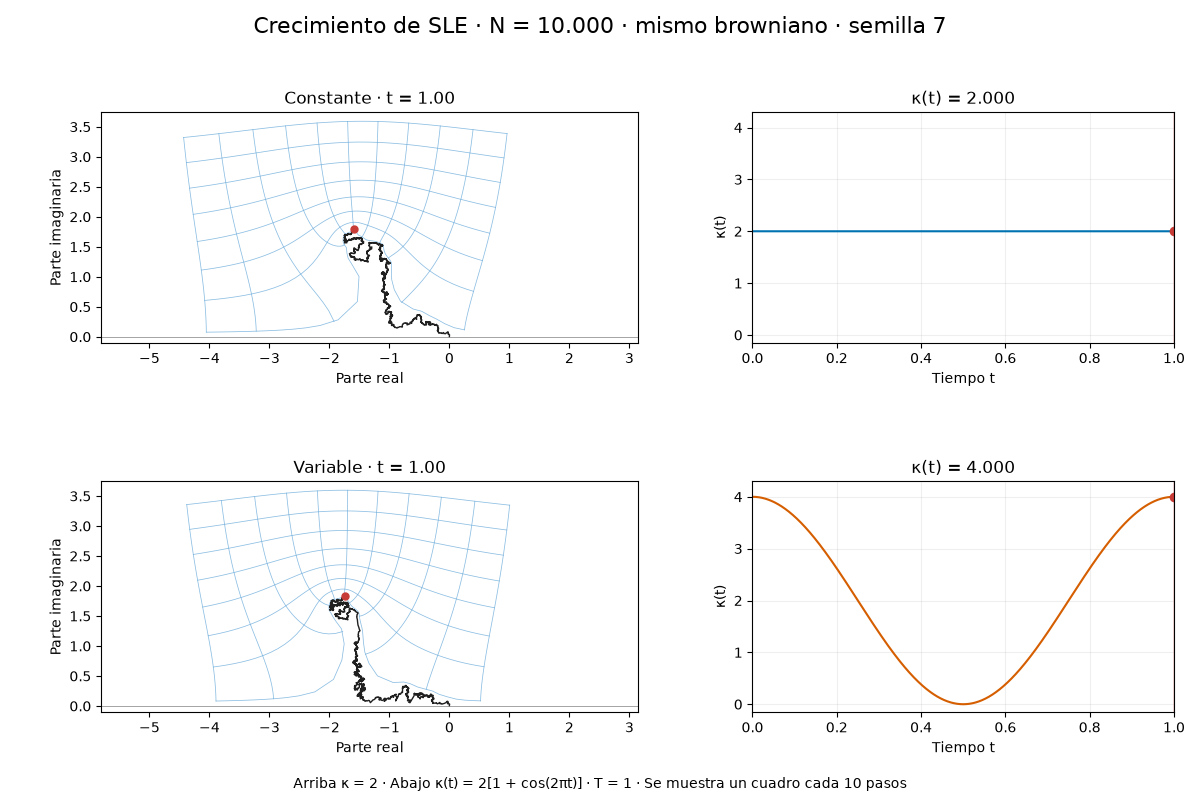 Crecimiento de SLE · N = 10.000 · mismo browniano · semilla 7
Constante · t = 1.00
Parte imaginaria
3.5
3.0
2.5
2.0
1.5
1.0
0.5
0.0
−5 −4 −3 −2 −1 0 1 2 3
Parte real
κ(t) = 2.000
κ(t)
4
3
2
1
0
0.0 0.2 0.4 0.6 0.8 1.0
Tiempo t
Variable · t = 1.00
Parte imaginaria
3.5
3.0
2.5
2.0
1.5
1.0
0.5
0.0
−5 −4 −3 −2 −1 0 1 2 3
Parte real
κ(t) = 4.000
κ(t)
4
3
2
1
0
0.0 0.2 0.4 0.6 0.8 1.0
Tiempo t
Arriba κ = 2 · Abajo κ(t) = 2[1 + cos(2πt)] · T = 1 · Se muestra un cuadro cada 10 pasos